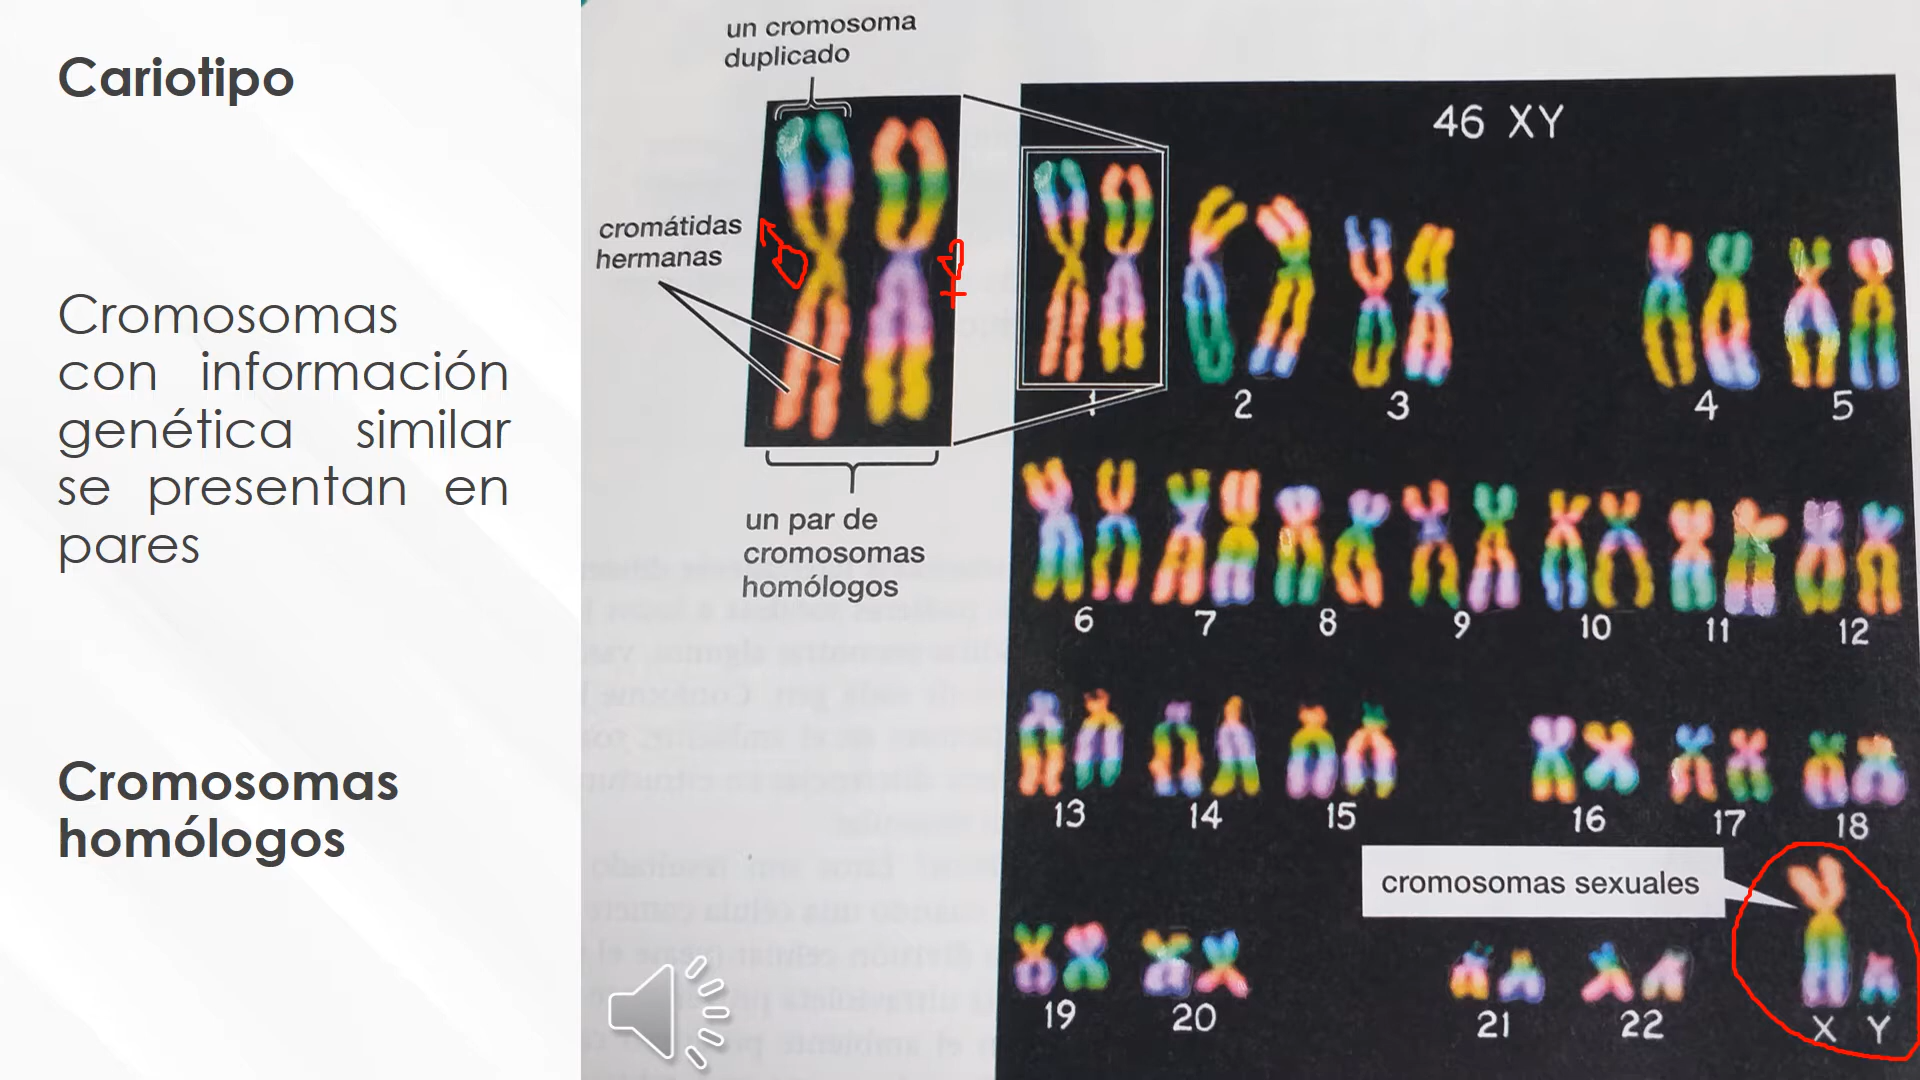 Cariotipo
Cromosomas
con información
genética similar
se presentan en
pares
Cromosomas
homólogos
un cromosoma
duplicado
cromátidas
hermanas
un par de
cromosomas
homólogos
46 XY
1 2 3 4 5
6 7 8 9 10 11 12
13 14 15 16 17 18
cromosomas sexuales
19 20 21 22 X Y